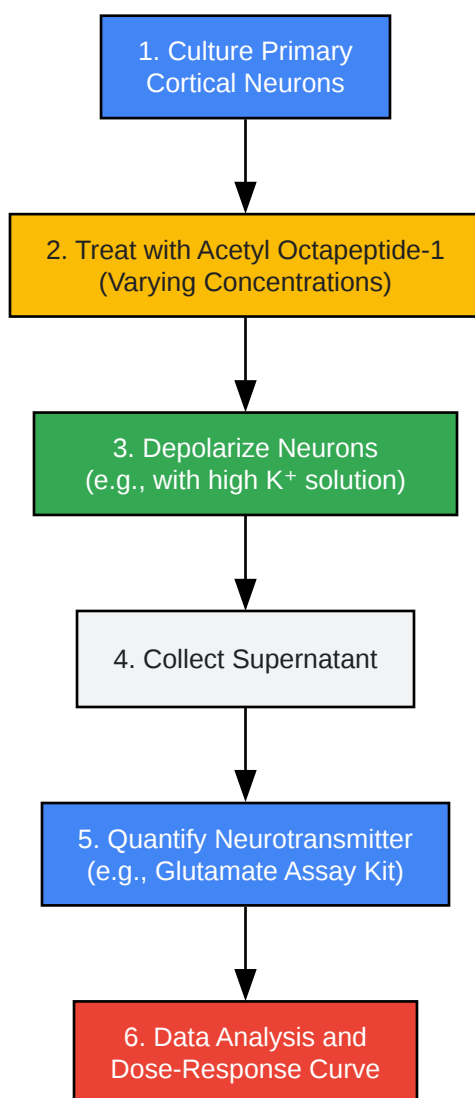 1. Culture Primary
Cortical Neurons
2. Treat with Acetyl Octapeptide-1
(Varying Concentrations)
3. Depolarize Neurons
(e.g., with high K⁺ solution)
4. Collect Supernatant
5. Quantify Neurotransmitter
(e.g., Glutamate Assay Kit)
6. Data Analysis and
Dose-Response Curve